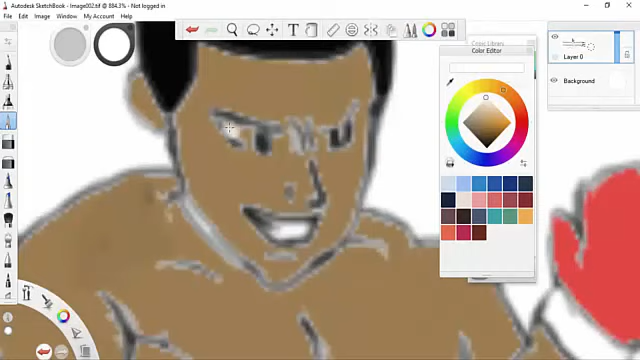 Autodesk SketchBook - Image002.tif @ 884.3% - Not logged in
File Edit Image Window My Account Help
Copic Library
Color Editor
Layer 0
Background